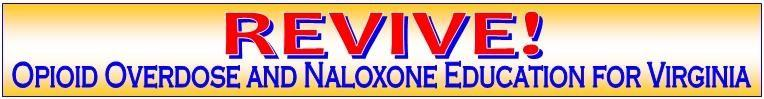 REVIVE!
Opioid Overdose and Naloxone Education for Virginia